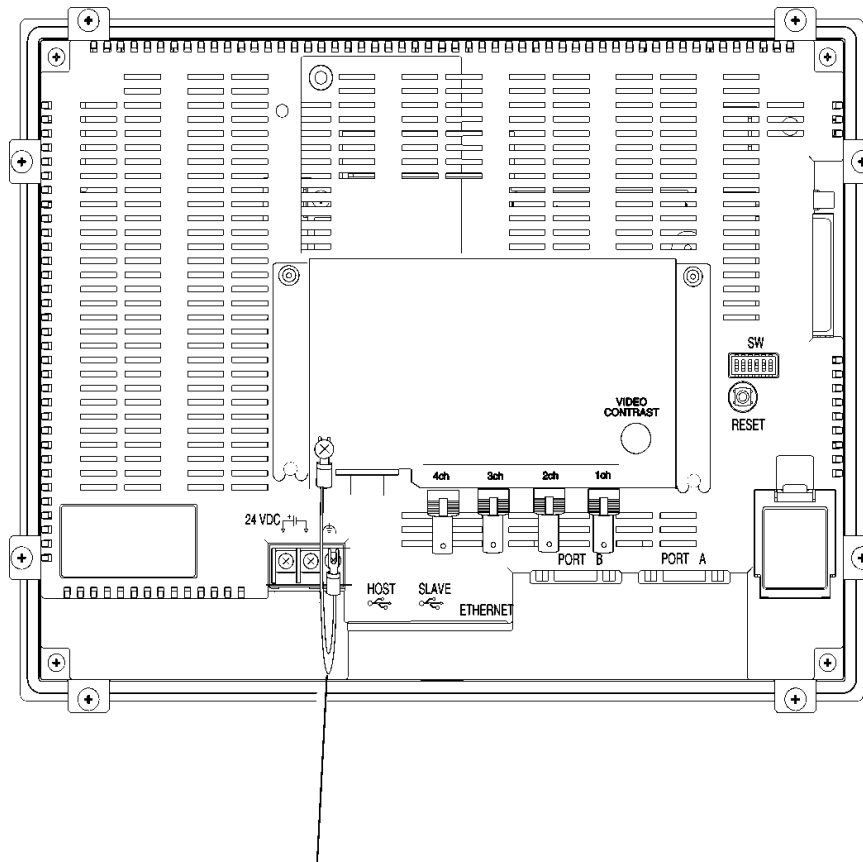 SW
RESET
VIDEO
CONTRAST
4ch 3ch 2ch 1ch
24 VDC
PORT B PORT A
HOST SLAVE
ETHERNET